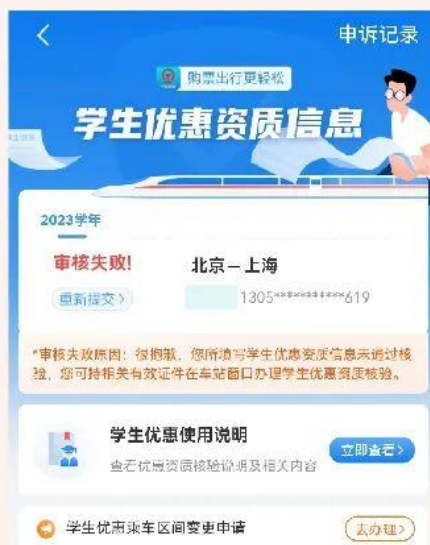 申诉记录
购票出行更轻松
学生优惠资质信息
2023学年
审核失败!
北京－上海
重新提交>
1305***********619
*审核失败原因：很抱歉，您所填写学生优惠资质信息未通过核
验，您可持相关有效证件在车站窗口办理学生优惠资质核验。
学生优惠使用说明
立即查看>
查看优惠资质核验说明及相关内容
学生优惠乘车区间变更申请
去办理>